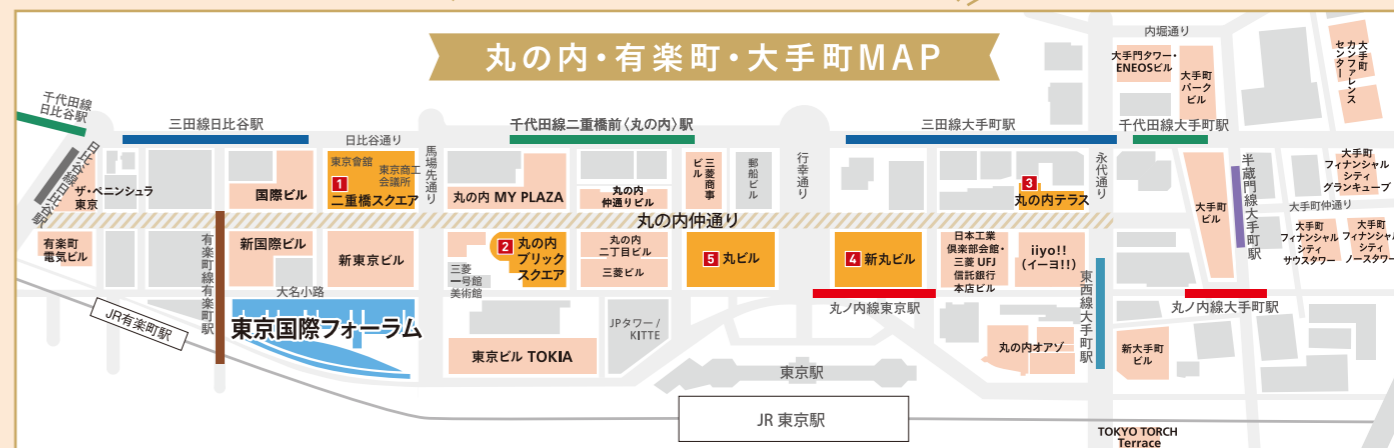 丸の内・有楽町・大手町MAP
内堀通り
大手門タワー・
ENEOSビル
大手町
パーク
ビル
大手町
カンファレンス
センター
千代田線
日比谷駅
三田線日比谷駅
日比谷通り
千代田線二重橋前〈丸の内〉駅
三田線大手町駅
千代田線大手町駅
日比谷線日比谷駅
ザ・ペニンシュラ
東京
国際ビル
東京會館
東京商工
会議所
1
二重橋スクエア
馬場先通り
丸の内 MY PLAZA
丸の内
仲通りビル
三菱商事
ビル
郵船ビル
行幸通り
3
丸の内テラス
永代通り
大手町
ビル
半蔵門線大手町駅
大手町
フィナンシャル
シティ
グランキューブ
大手町仲通り
丸の内仲通り
有楽町
電気ビル
有楽町線有楽町駅
新国際ビル
新東京ビル
三菱
一号館
美術館
2
丸の内
ブリック
スクエア
丸の内
二丁目ビル
三菱ビル
5 丸ビル
4 新丸ビル
日本工業
倶楽部会館・
三菱 UFJ
信託銀行
本店ビル
iiyo!!
(イーヨ!!)
東西線大手町駅
大手町
フィナンシャル
シティ
サウスタワー
大手町
フィナンシャル
シティ
ノースタワー
大名小路
丸ノ内線東京駅
丸ノ内線大手町駅
JR有楽町駅
東京国際フォーラム
東京ビル TOKIA
JPタワー /
KITTE
丸の内オアゾ
新大手町
ビル
東京駅
JR 東京駅
TOKYO TORCH
Terrace